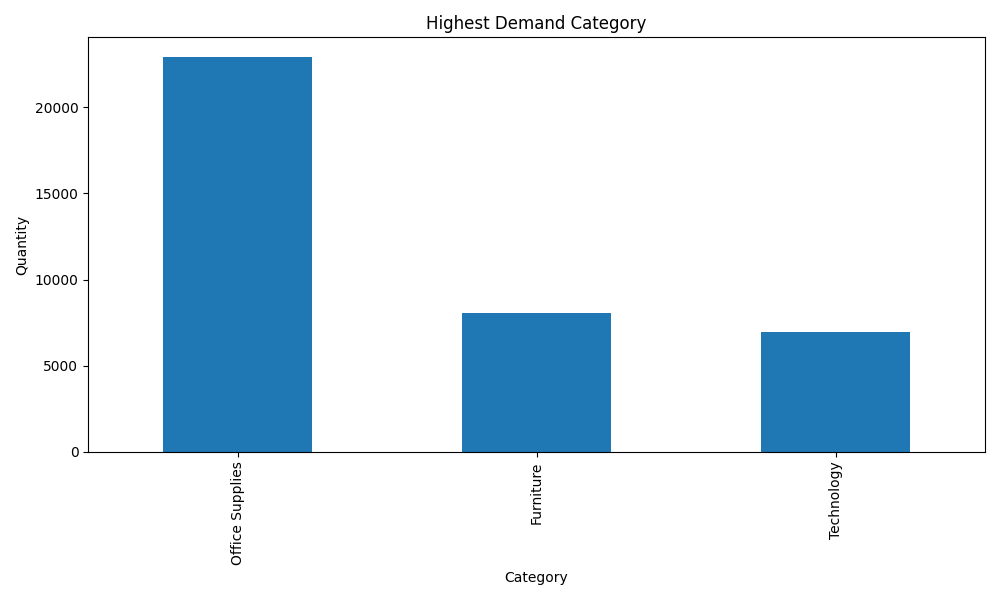 Highest Demand Category
Quantity
20000
15000
10000
5000
0
Office Supplies
Furniture
Technology
Category